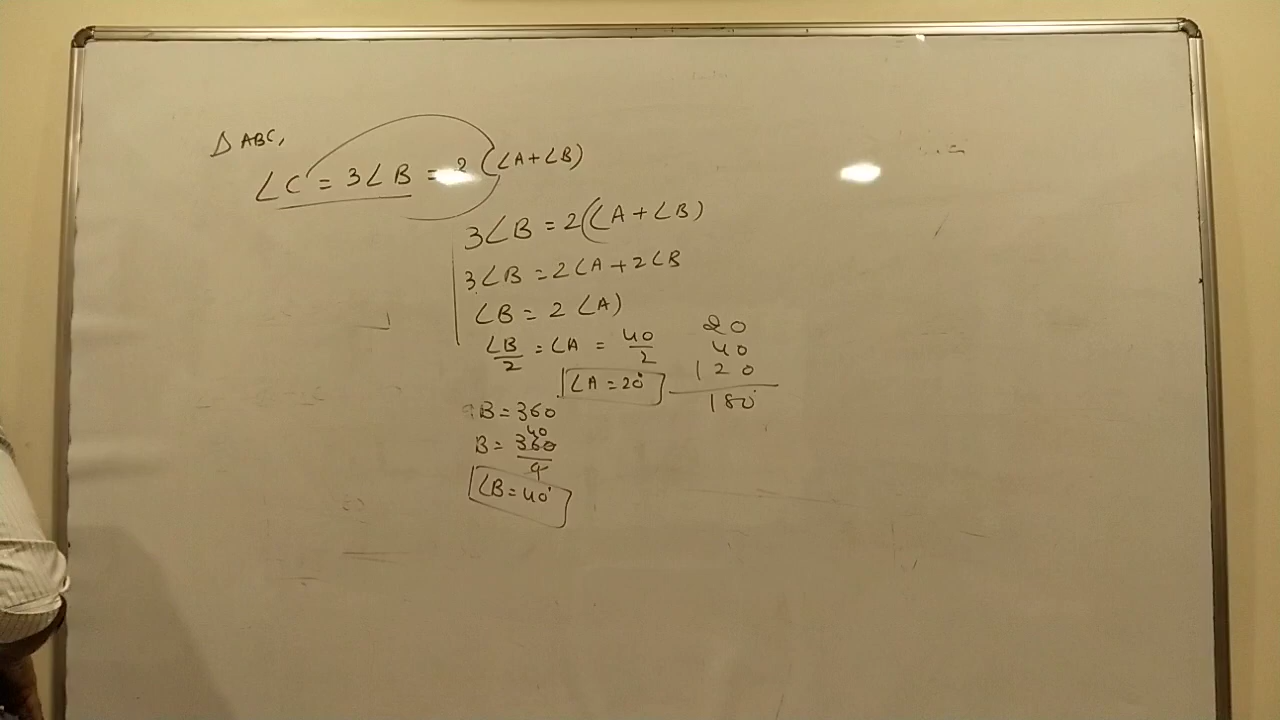 Δ ABC,
∠C = 3∠B = 2 (∠A+∠B)
3∠B = 2(∠A+∠B)
3∠B = 2∠A+2∠B
∠B = 2 ∠A)
∠B/2 = ∠A = 40/2
∠A = 20°
20
40
120
180°
9B = 360
40
B = 360/9
∠B = 40°